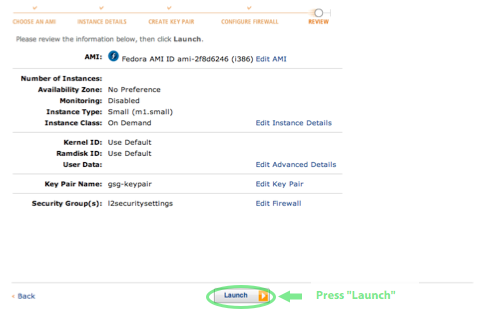 CHOOSE AN AMI INSTANCE DETAILS CREATE KEY PAIR CONFIGURE FIREWALL REVIEW
Please review the information below, then click Launch.
AMI: Fedora AMI ID ami-2f8d6246 (i386) Edit AMI
Number of Instances:
Availability Zone: No Preference
Monitoring: Disabled
Instance Type: Small (m1.small)
Instance Class: On Demand Edit Instance Details
Kernel ID: Use Default
Ramdisk ID: Use Default
User Data: Edit Advanced Details
Key Pair Name: gsg-keypair Edit Key Pair
Security Group(s): l2securitysettings Edit Firewall
< Back Launch Press "Launch"